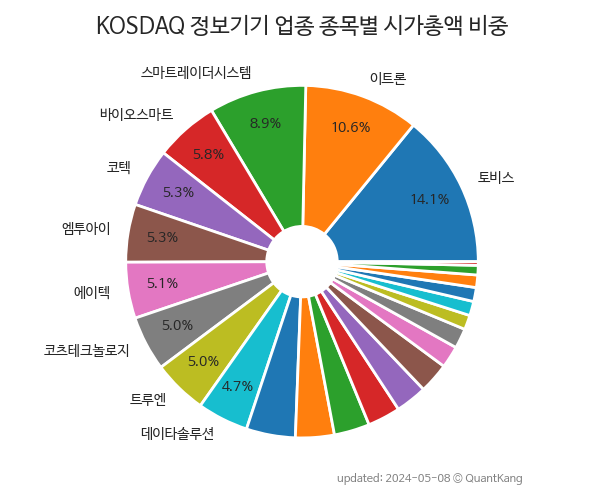 KOSDAQ 정보기기 업종 종목별 시가총액 비중
스마트레이더시스템
이트론
바이오스마트
8.9%
10.6%
5.8%
코텍
토비스
5.3%
14.1%
엠투아이
5.3%
에이텍
5.1%
코츠테크놀로지
5.0%
5.0%
트루엔
4.7%
데이타솔루션
updated: 2024-05-08 © QuantKang